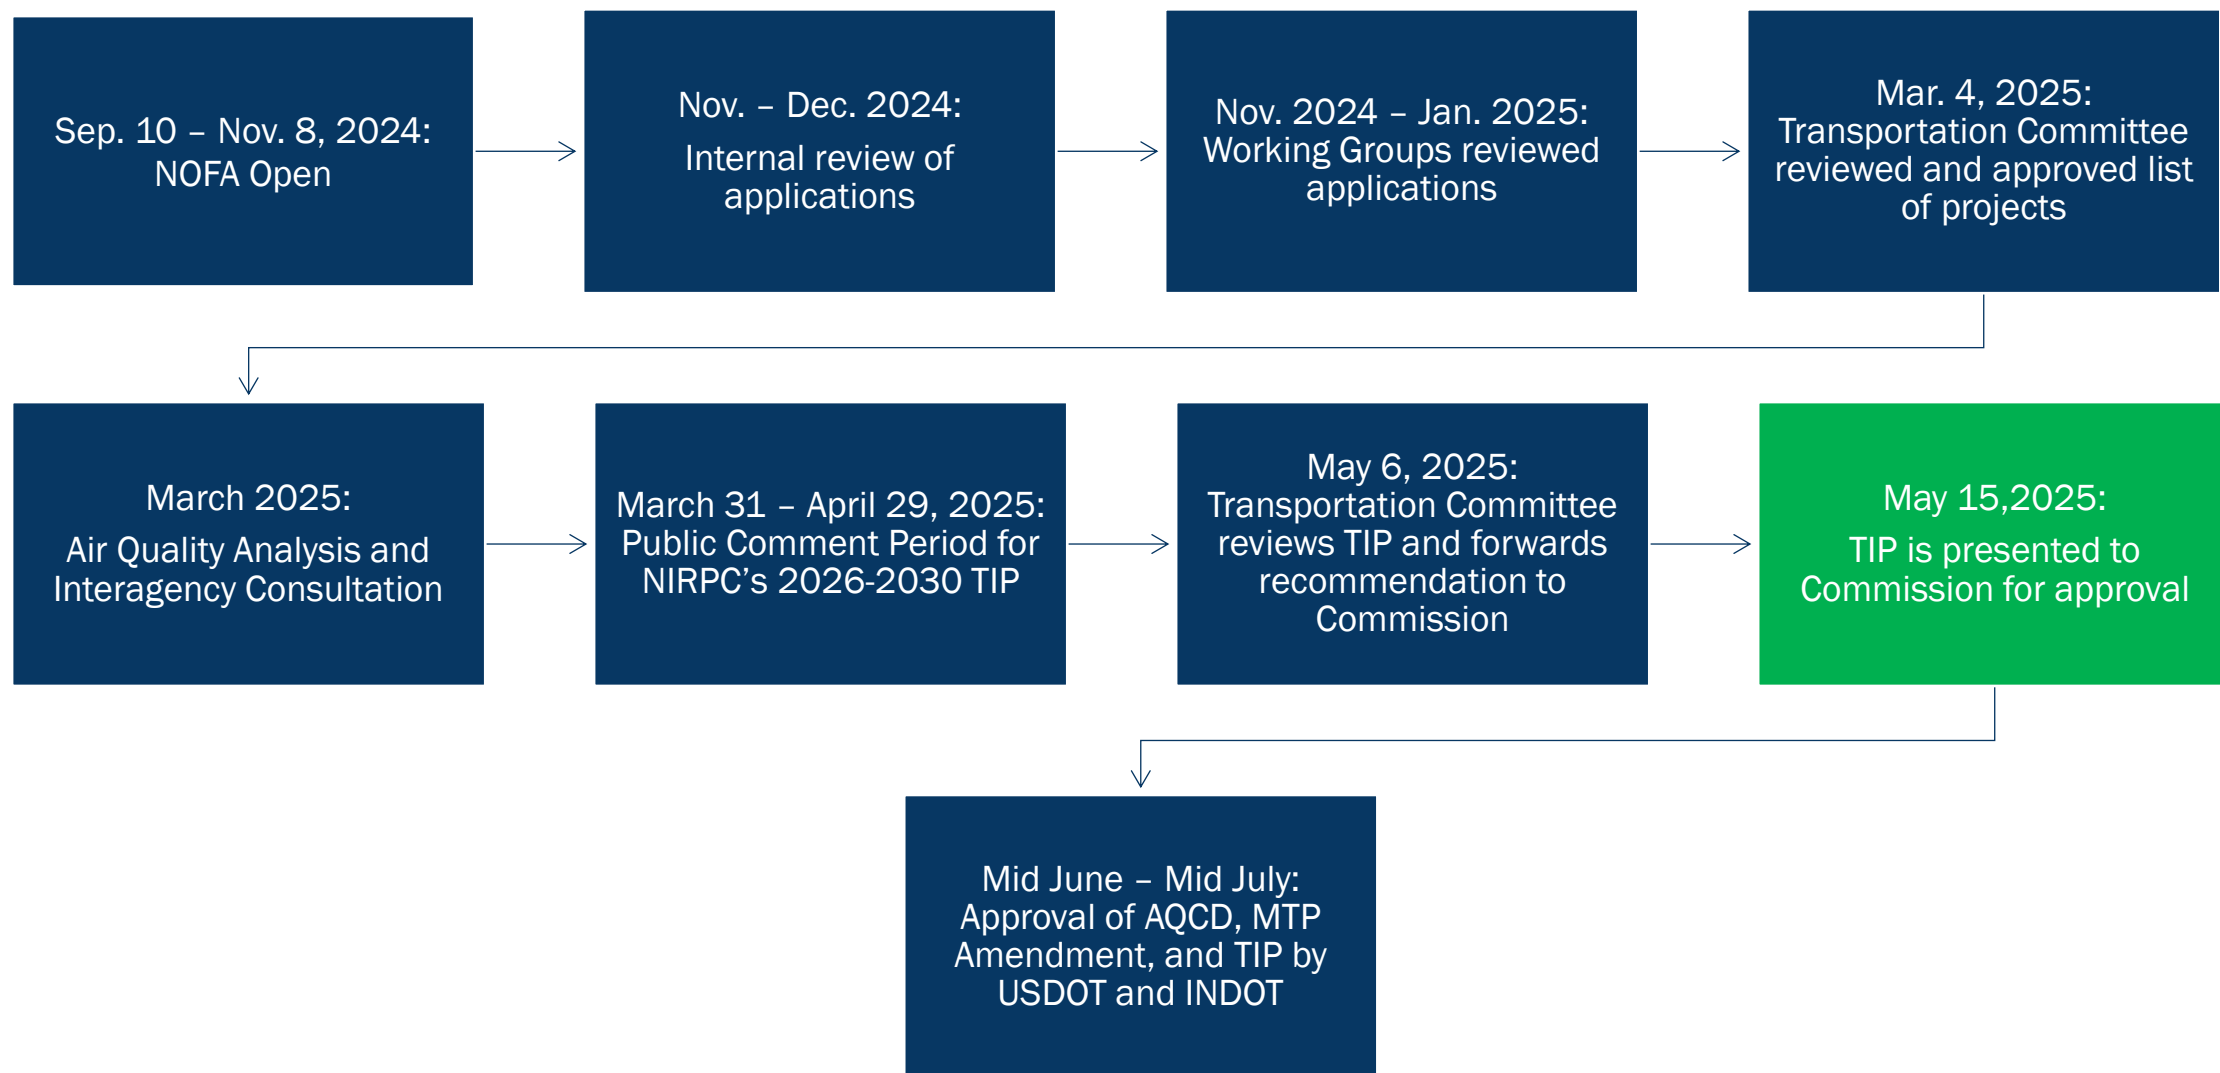 Sep. 10 – Nov. 8, 2024:
NOFA Open
Nov. – Dec. 2024:
Internal review of
applications
Nov. 2024 – Jan. 2025:
Working Groups reviewed
applications
Mar. 4, 2025:
Transportation Committee
reviewed and approved list
of projects
March 2025:
Air Quality Analysis and
Interagency Consultation
March 31 – April 29, 2025:
Public Comment Period for
NIRPC’s 2026-2030 TIP
May 6, 2025:
Transportation Committee
reviews TIP and forwards
recommendation to
Commission
May 15,2025:
TIP is presented to
Commission for approval
Mid June – Mid July:
Approval of AQCD, MTP
Amendment, and TIP by
USDOT and INDOT